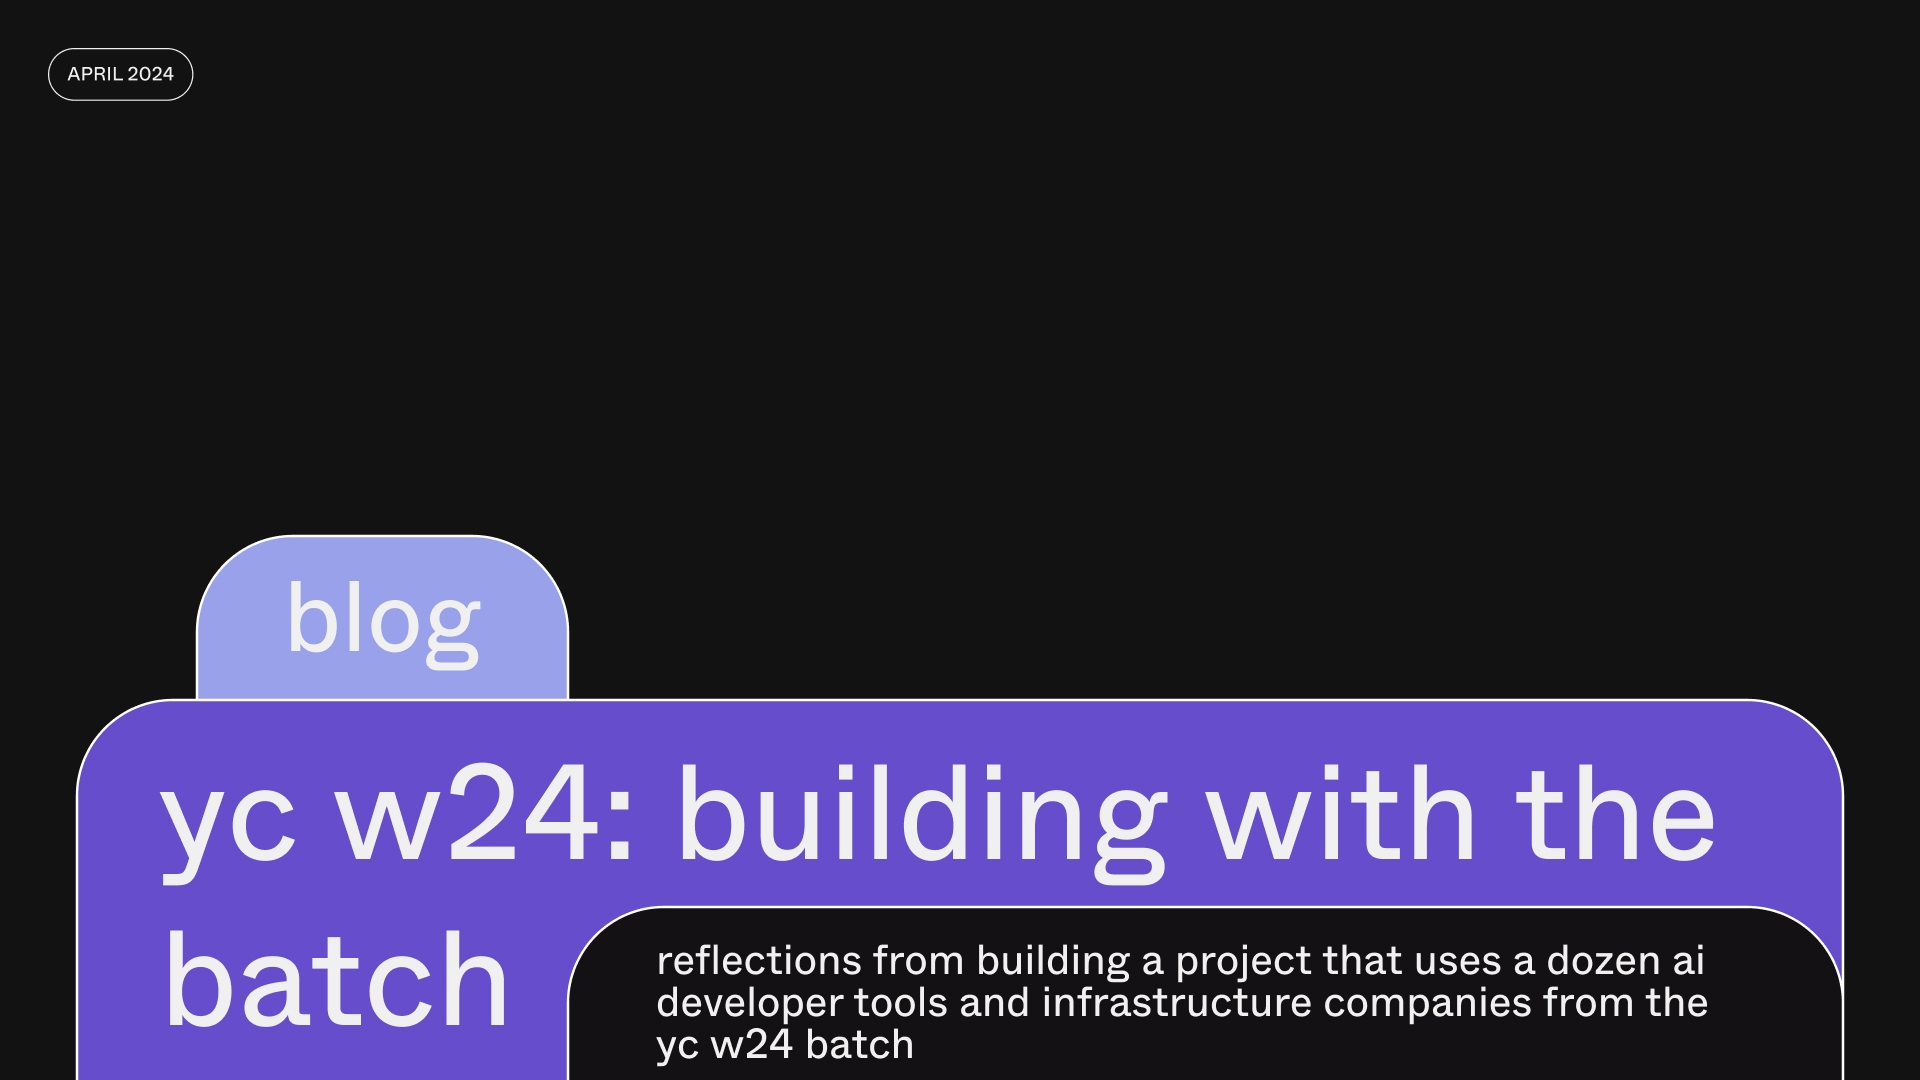 APRIL 2024
blog
yc w24: building with the
batch
reflections from building a project that uses a dozen ai
developer tools and infrastructure companies from the
yc w24 batch